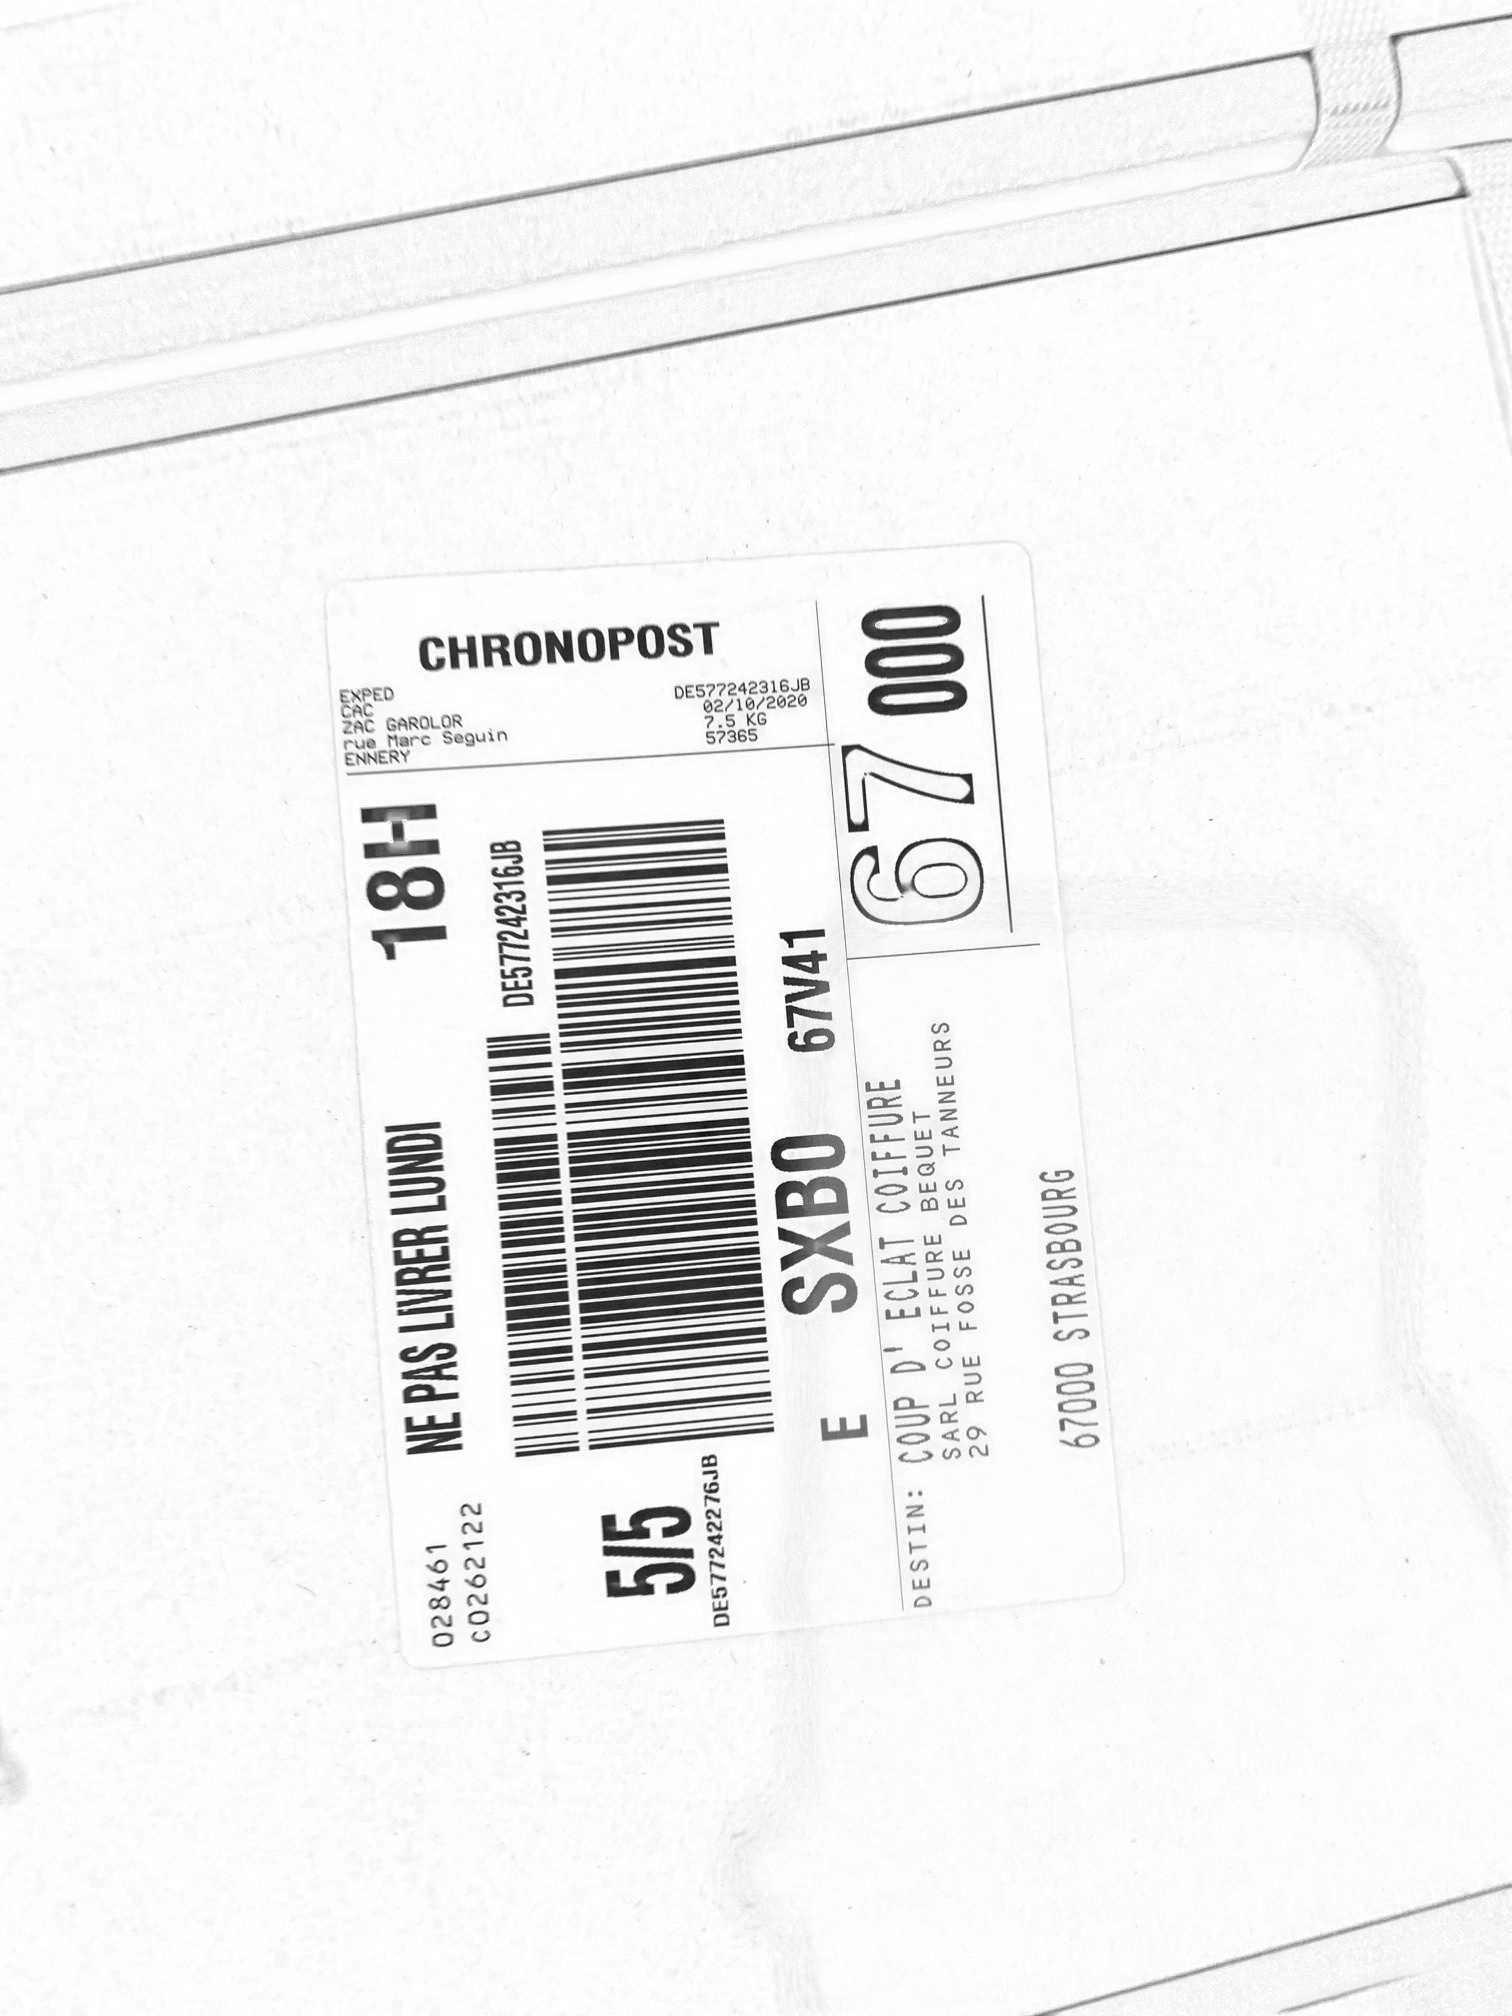 CHRONOPOST
EXPED
CAC
ZAC GAROLOR
rue Marc Seguin
ENNERY
DE577242316JB
02/10/2020
7.5 KG
57365
67 000
18H
NE PAS LIVRER LUNDI
028461
C0262122
DE577242316JB
5/5
DE577242276JB
E SXB0 67V41
DESTIN: COUP D' ECLAT COIFFURE
SARL COIFFURE BEQUET
29 RUE FOSSE DES TANNEURS
67000 STRASBOURG